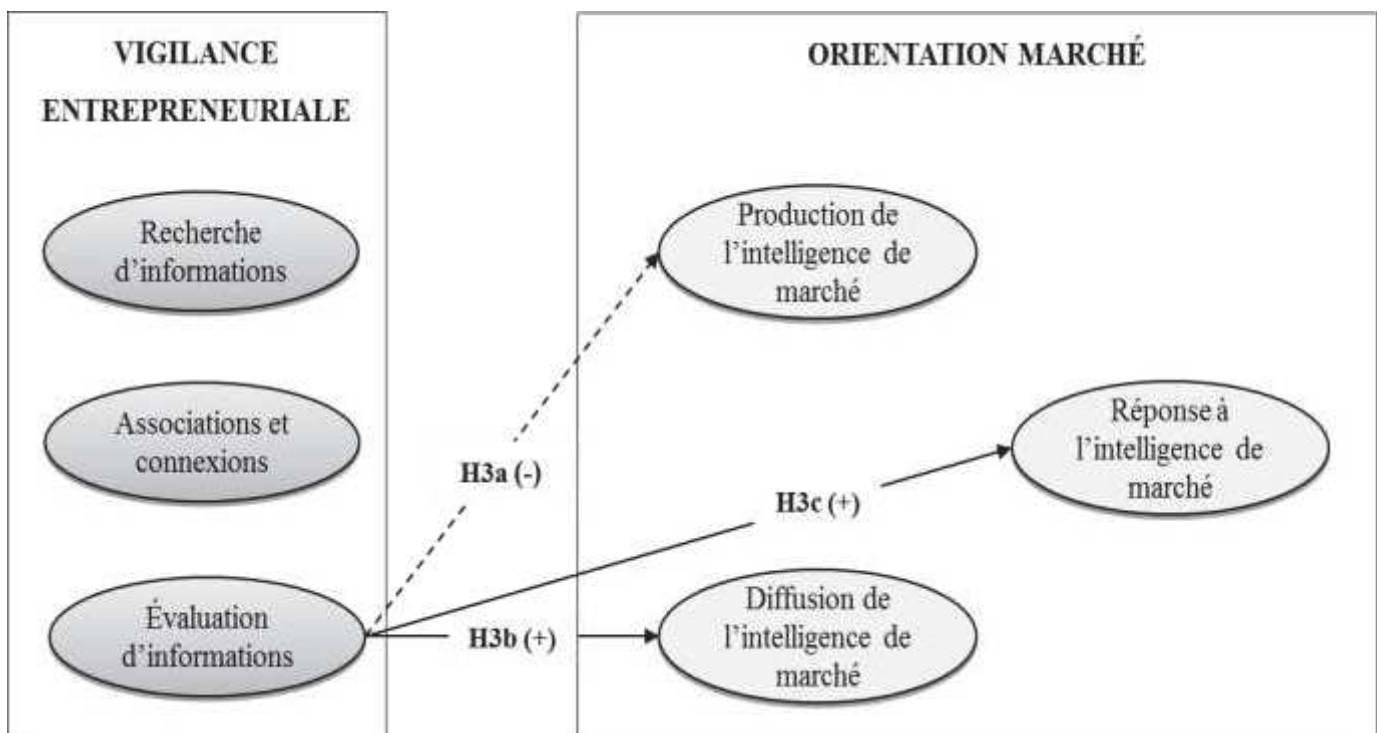 VIGILANCE
ENTREPRENEURIALE
Recherche
d’informations
Associations et
connexions
Évaluation
d’informations
H3a (-)
H3c (+)
H3b (+)
ORIENTATION MARCHÉ
Production de
l’intelligence de
marché
Réponse à
l’intelligence de
marché
Diffusion de
l’intelligence de
marché